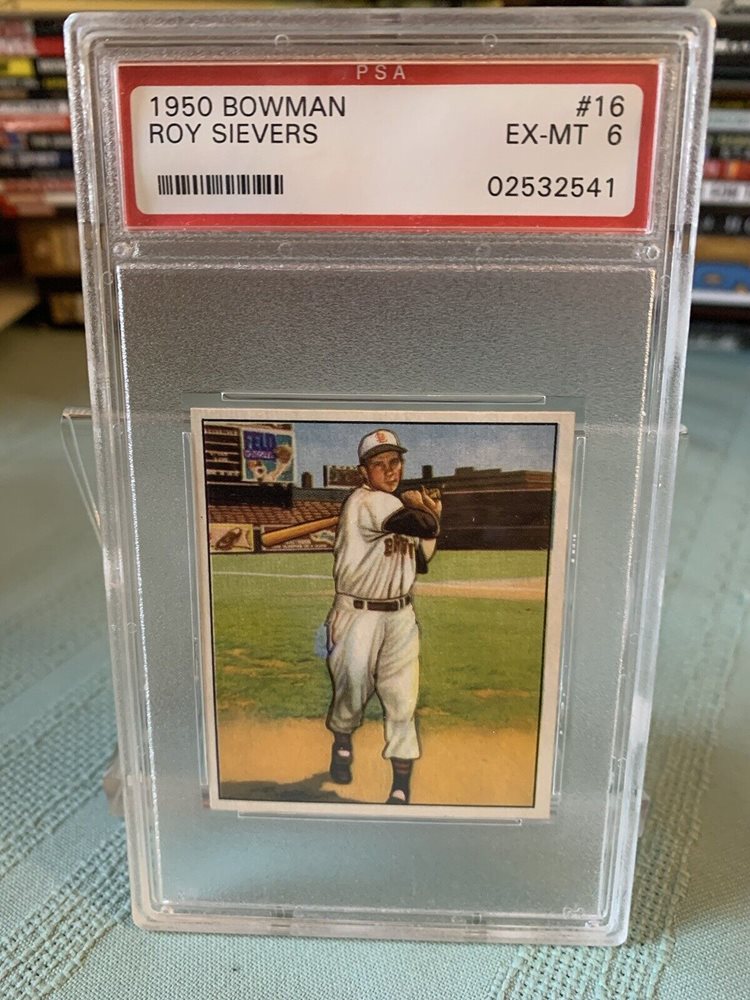 PSA
1950 BOWMAN #16
ROY SIEVERS EX-MT 6
02532541